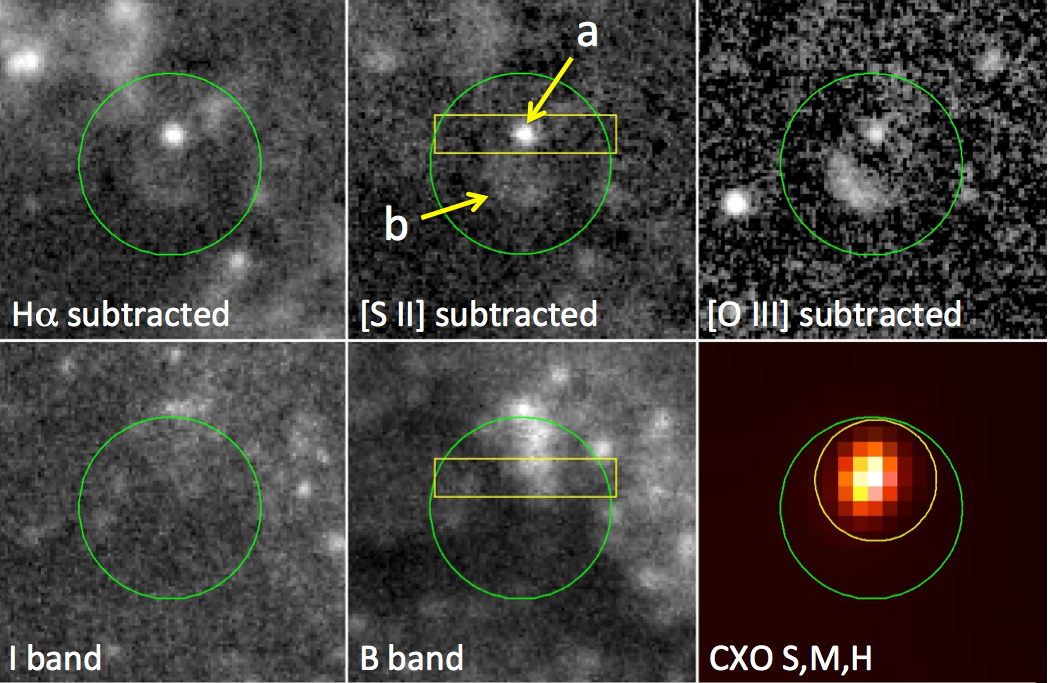 a
b
Hα subtracted
[S II] subtracted
[O III] subtracted
I band
B band
CXO S,M,H